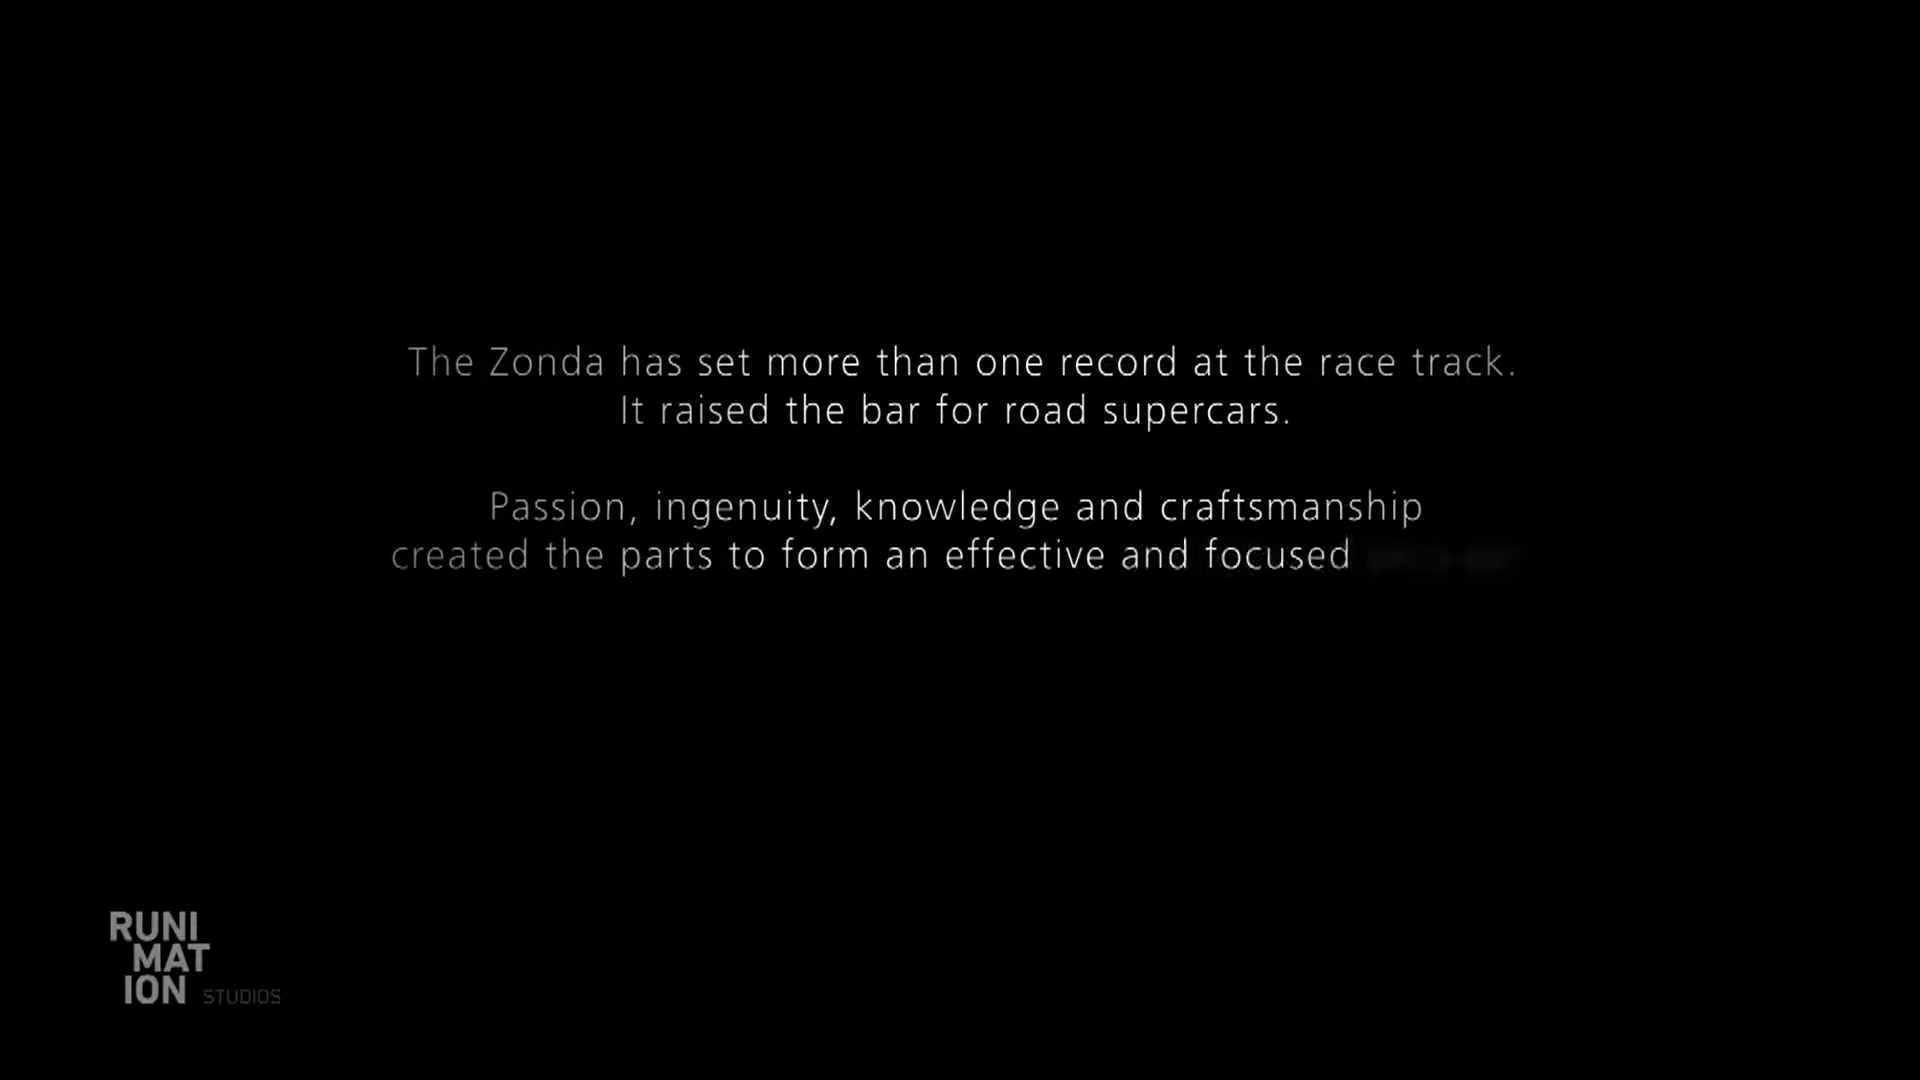 The Zonda has set more than one record at the race track.
It raised the bar for road supercars.
Passion, ingenuity, knowledge and craftsmanship
created the parts to form an effective and focused
RUNI
MAT
ION STUDIOS